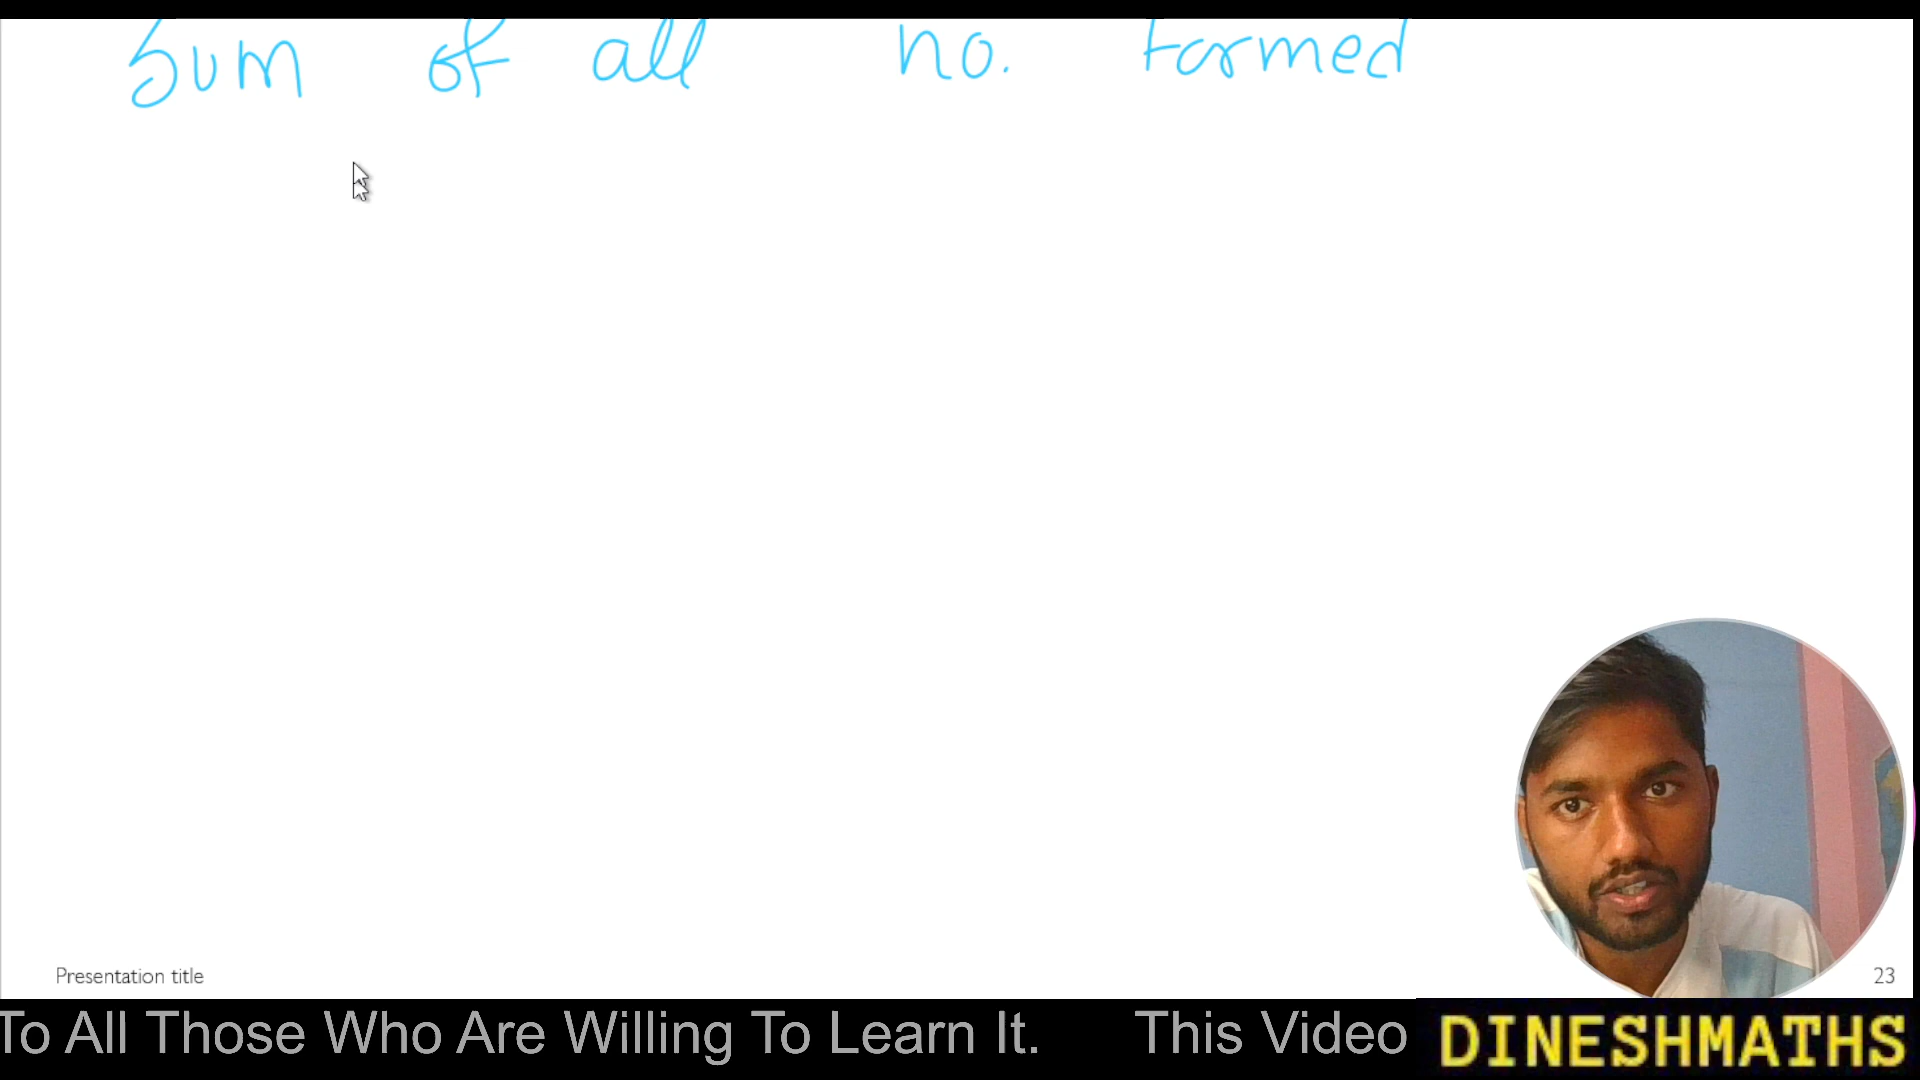 Sum of all no. formed
Presentation title
23
To All Those Who Are Willing To Learn It. This Video
DINESHMATHS